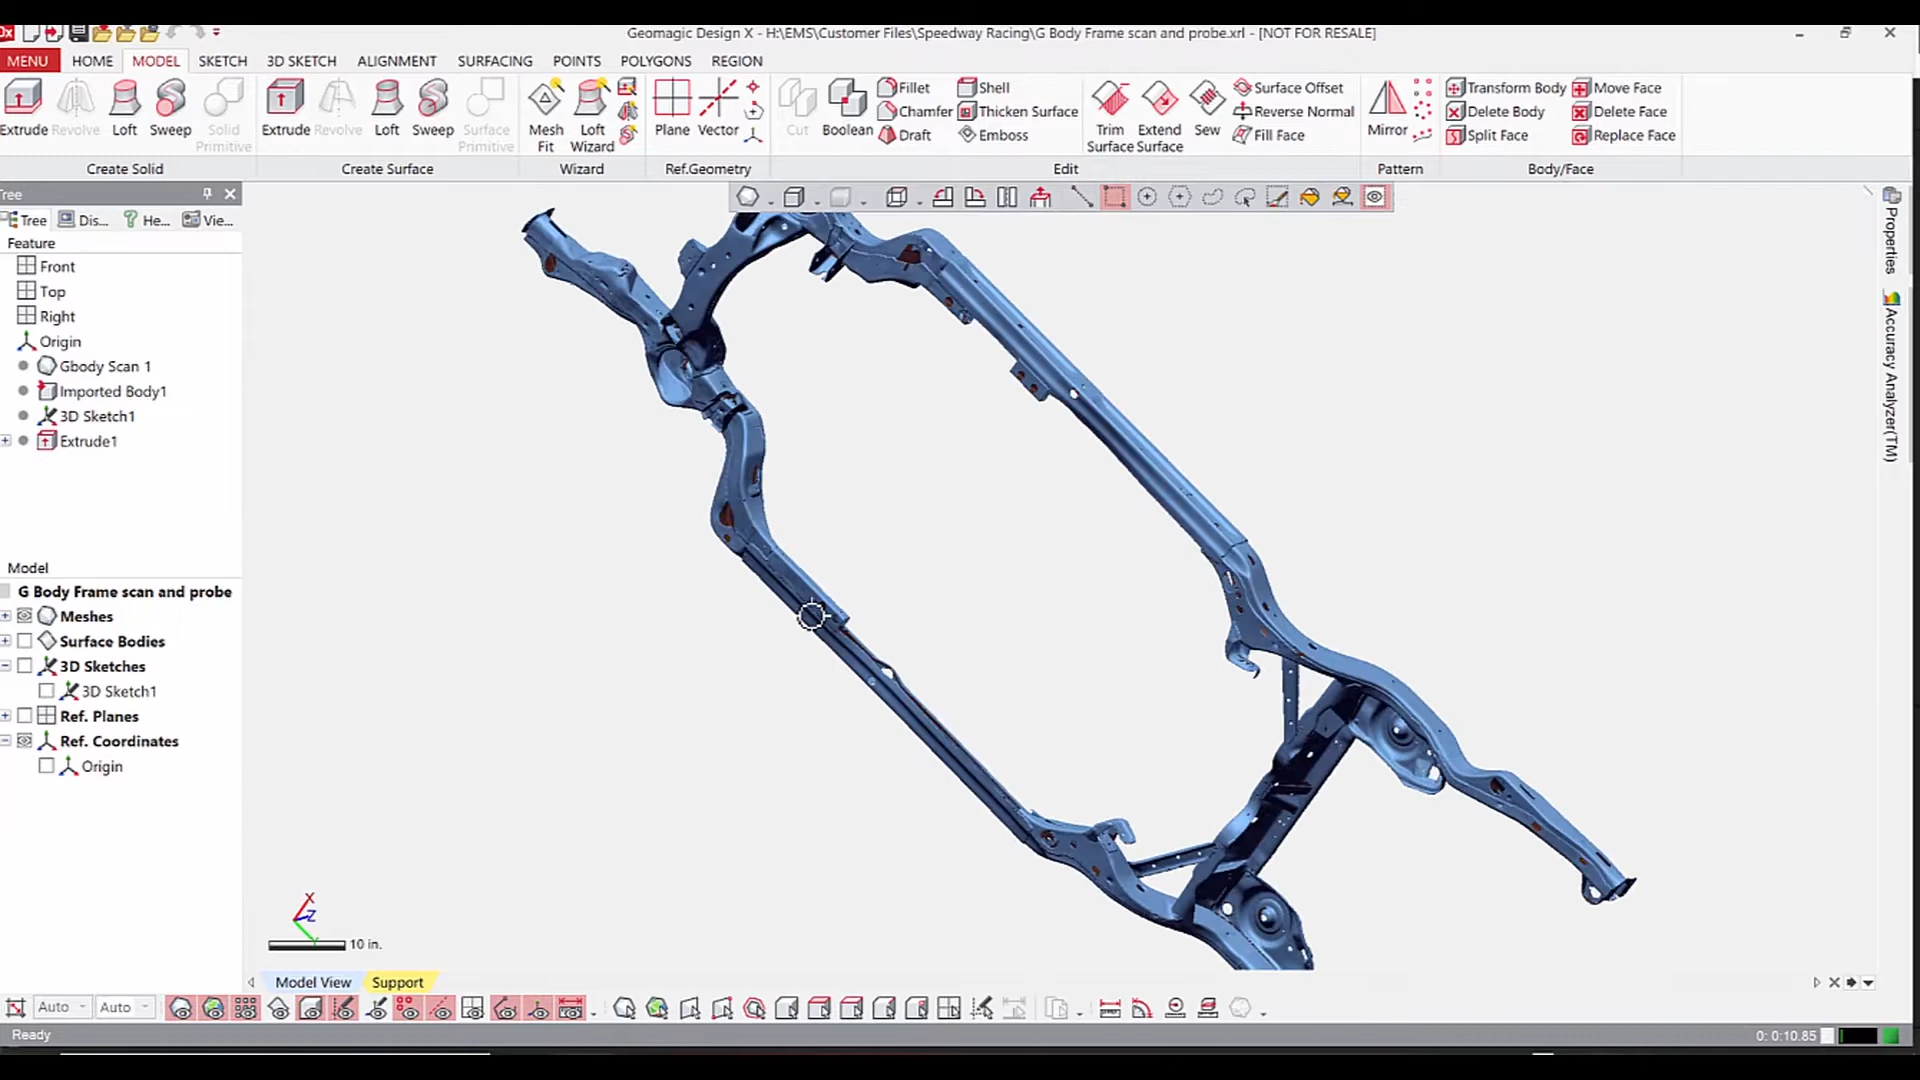 Geomagic Design X - H:\EMS\Customer Files\Speedway Racing\G Body Frame scan and probe.xrl - [NOT FOR RESALE]
MENU HOME MODEL SKETCH 3D SKETCH ALIGNMENT SURFACING POINTS POLYGONS REGION
Extrude Revolve Loft Sweep Solid Primitive
Create Solid
Extrude Revolve Loft Sweep Surface Primitive
Create Surface
Mesh Fit Loft Wizard
Wizard
Plane Vector
Ref.Geometry
Cut Boolean Fillet Chamfer Draft Shell Thicken Surface Emboss Trim Surface Extend Surface Sew Surface Offset Reverse Normal Fill Face
Edit
Mirror
Pattern
Transform Body Delete Body Split Face Move Face Delete Face Replace Face
Body/Face
Tree
Tree Dis... He... Vie...
Feature
Front
Top
Right
Origin
Gbody Scan 1
Imported Body1
3D Sketch1
Extrude1
Model
G Body Frame scan and probe
Meshes
Surface Bodies
3D Sketches
3D Sketch1
Ref. Planes
Ref. Coordinates
Origin
X
Z
10 in.
Properties
Accuracy Analyzer(TM)
Model View Support
Auto Auto
Ready
0: 0:10.85